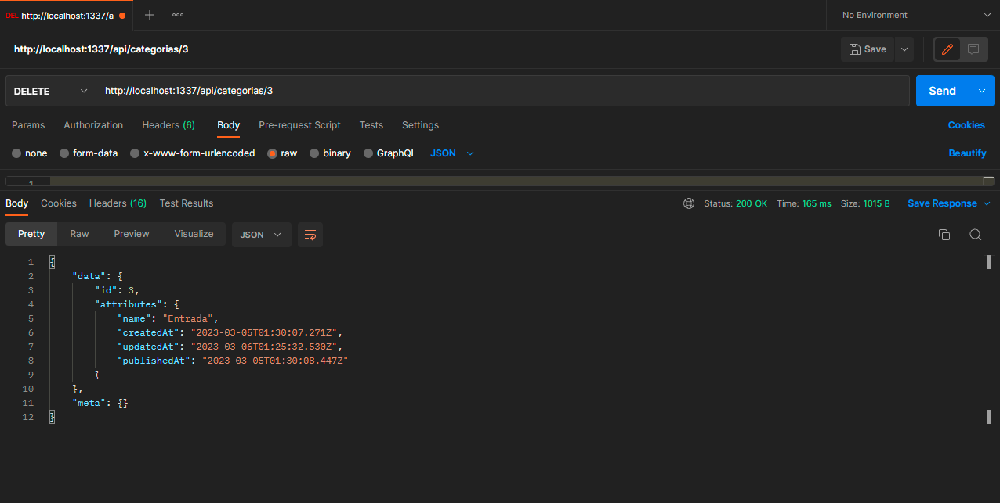 DEL http://localhost:1337/a
No Environment
http://localhost:1337/api/categorias/3
Save
DELETE http://localhost:1337/api/categorias/3 Send
Params Authorization Headers (6) Body Pre-request Script Tests Settings Cookies
none form-data x-www-form-urlencoded raw binary GraphQL JSON Beautify
1
Body Cookies Headers (16) Test Results Status: 200 OK Time: 165 ms Size: 1015 B Save Response
Pretty Raw Preview Visualize JSON
1 {
2 "data": {
3 "id": 3,
4 "attributes": {
5 "name": "Entrada",
6 "createdAt": "2023-03-05T01:30:07.271Z",
7 "updatedAt": "2023-03-06T01:25:32.530Z",
8 "publishedAt": "2023-03-05T01:30:08.447Z"
9 }
10 },
11 "meta": {}
12 }